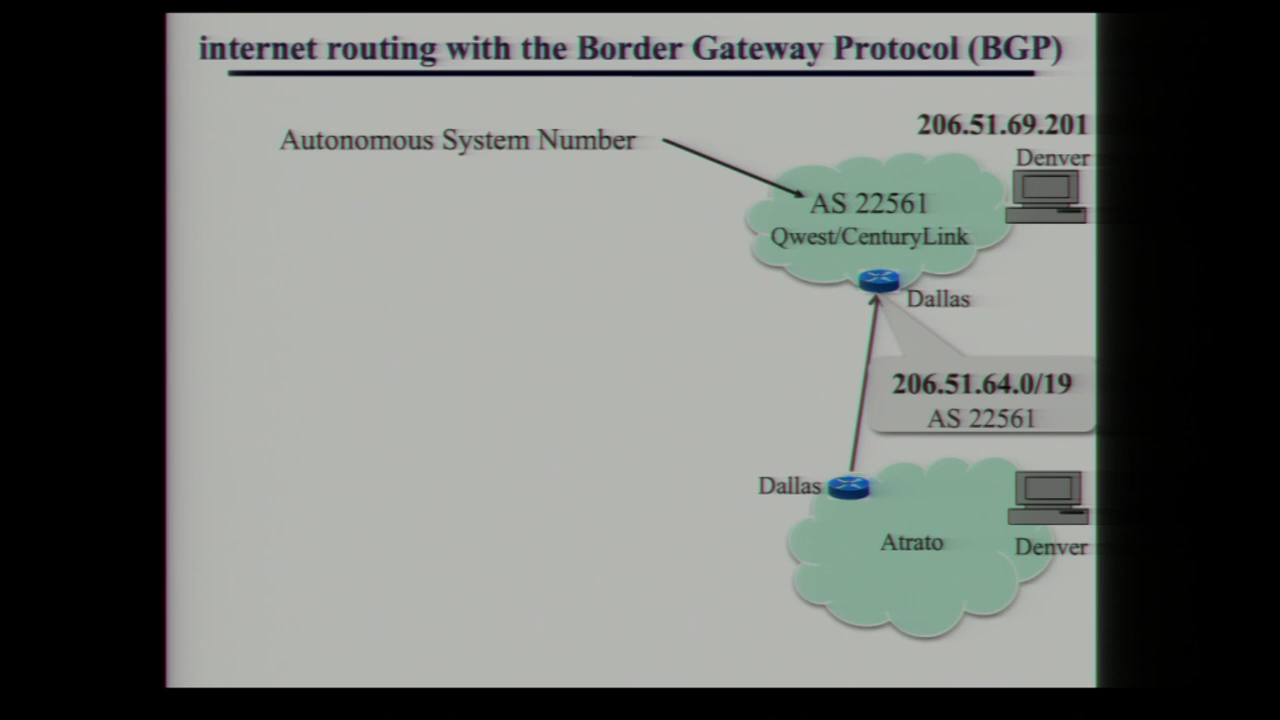 internet routing with the Border Gateway Protocol (BGP)
Autonomous System Number
206.51.69.201
Denver
AS 22561
Qwest/CenturyLink
Dallas
206.51.64.0/19
AS 22561
Dallas
Atrato
Denver